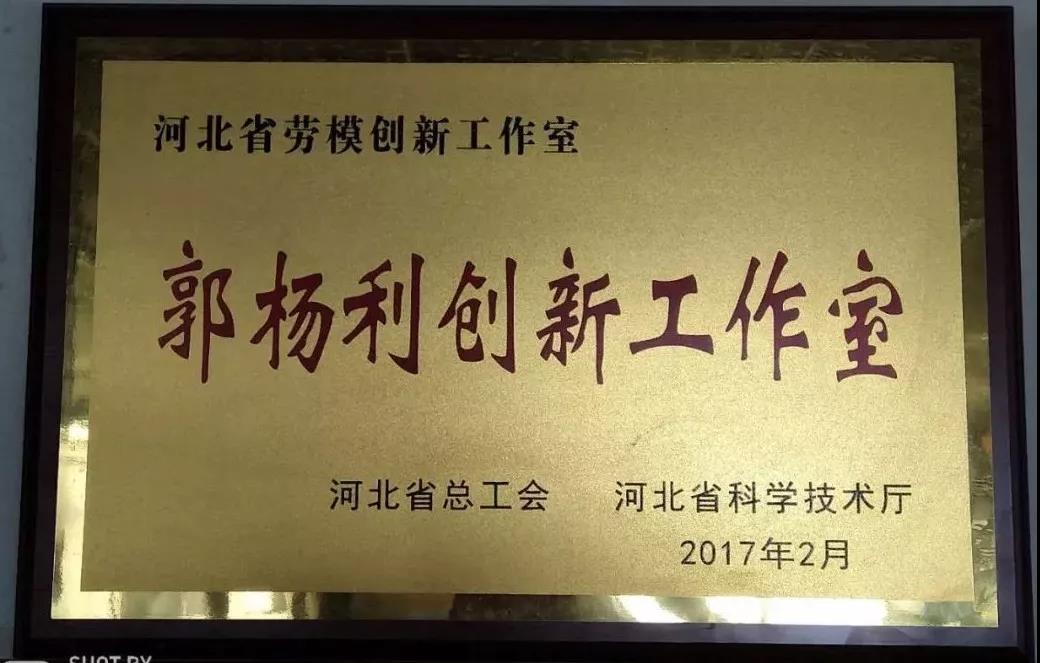 河北省劳模创新工作室
郭杨利创新工作室
河北省总工会 河北省科学技术厅
2017年2月
SHOT BY